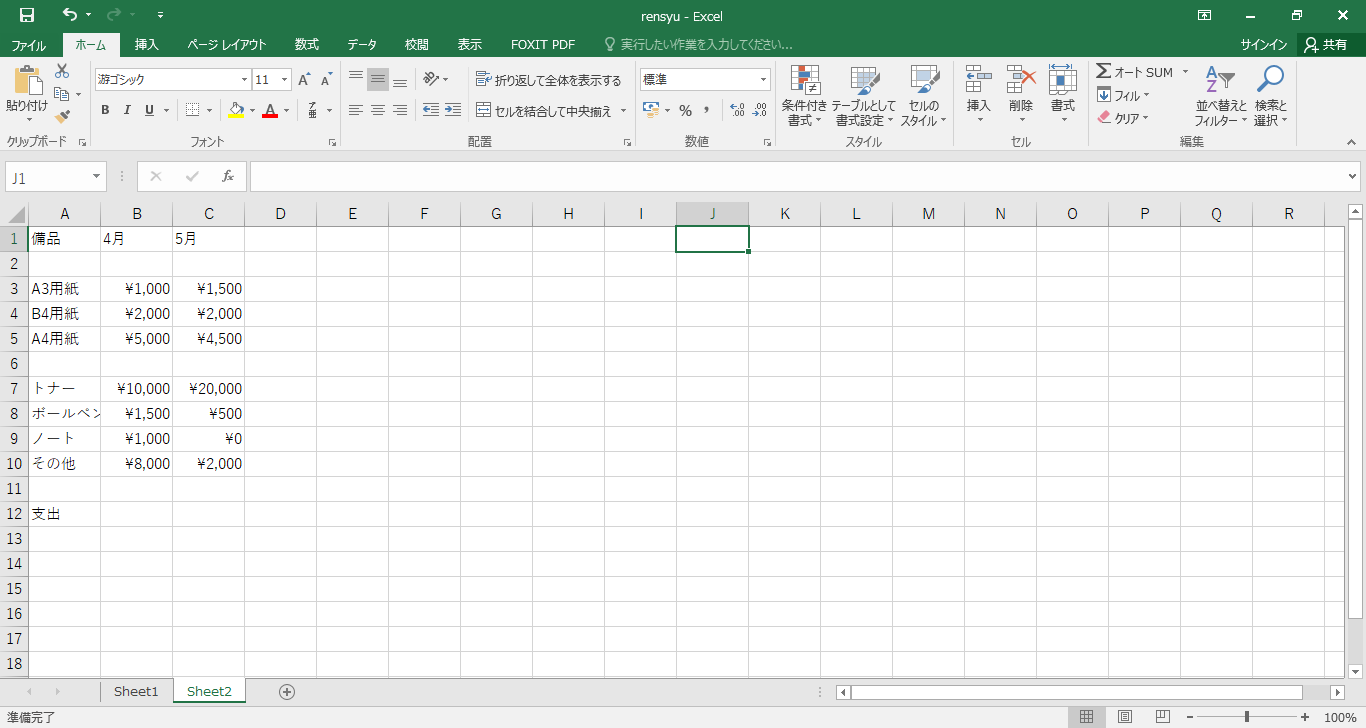 rensyu - Excel
ファイル ホーム 挿入 ページ レイアウト 数式 データ 校閲 表示 FOXIT PDF 実行したい作業を入力してください... サインイン 共有
貼り付け
クリップボード
游ゴシック 11
B I U
フォント
折り返して全体を表示する
セルを結合して中央揃え
配置
標準
% ,
数値
条件付き書式
テーブルとして書式設定
セルのスタイル
スタイル
挿入 削除 書式
セル
Σ オート SUM
フィル
クリア
並べ替えとフィルター
検索と選択
編集
J1 fx
A B C D E F G H I J K L M N O P Q R
1 備品 4月 5月
2
3 A3用紙 ¥1,000 ¥1,500
4 B4用紙 ¥2,000 ¥2,000
5 A4用紙 ¥5,000 ¥4,500
6
7 トナー ¥10,000 ¥20,000
8 ボールペン ¥1,500 ¥500
9 ノート ¥1,000 ¥0
10 その他 ¥8,000 ¥2,000
11
12 支出
13
14
15
16
17
18
Sheet1 Sheet2
準備完了 100%